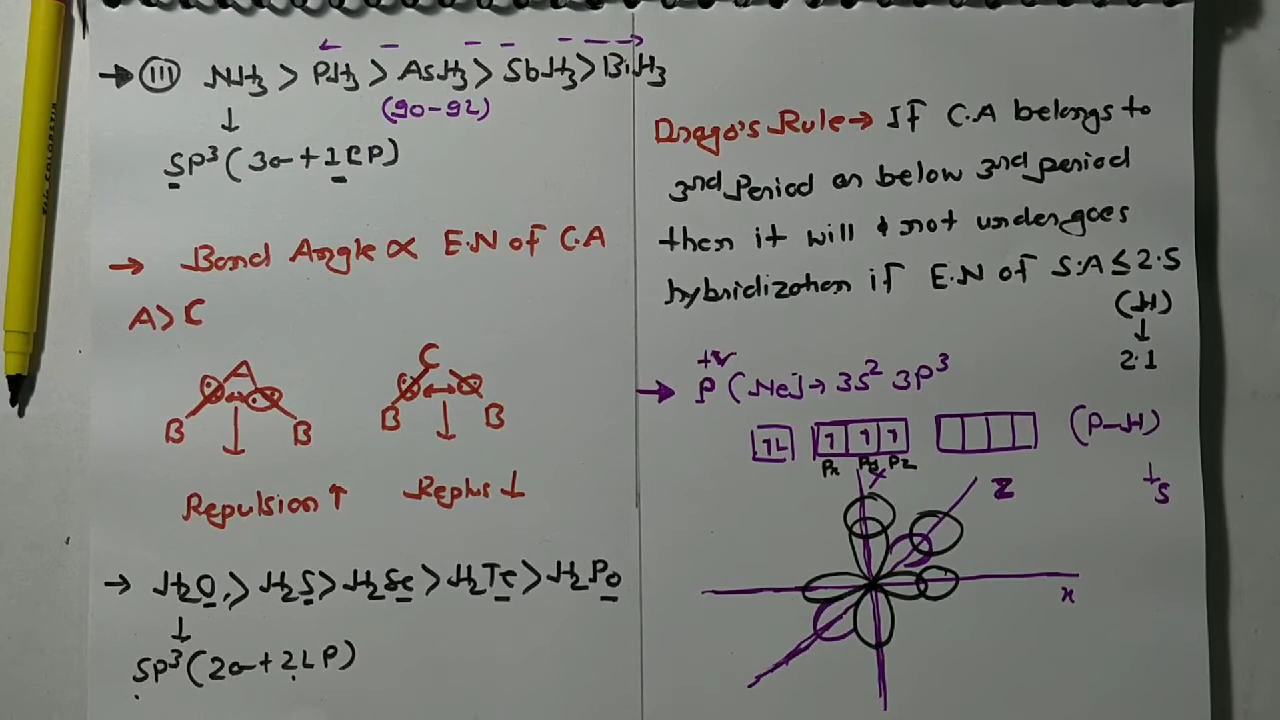 → (III) NH3 > PH3 > AsH3 > SbH3 > BiH3
(90-92)
↓
SP³ (3σ+1LP)
→ Bond Angle ∝ E.N of C.A
A > C
A
B B
C
B B
Repulsion ↑
Replus ↓
→ H2O, > H2S > H2Se > H2Te > H2Po
↓
SP³ (2σ+2LP)
Drago's Rule → If C.A belongs to
3rd Period or below 3rd period
then it will not undergoes
hybridization if E.N of S.A ≤ 2.5
(H)
↓
2.1
→ P (Ne) → 3S² 3P³
1L 1 1 1 (P-H)
Px Py Pz
↓
S
Y
Z
x